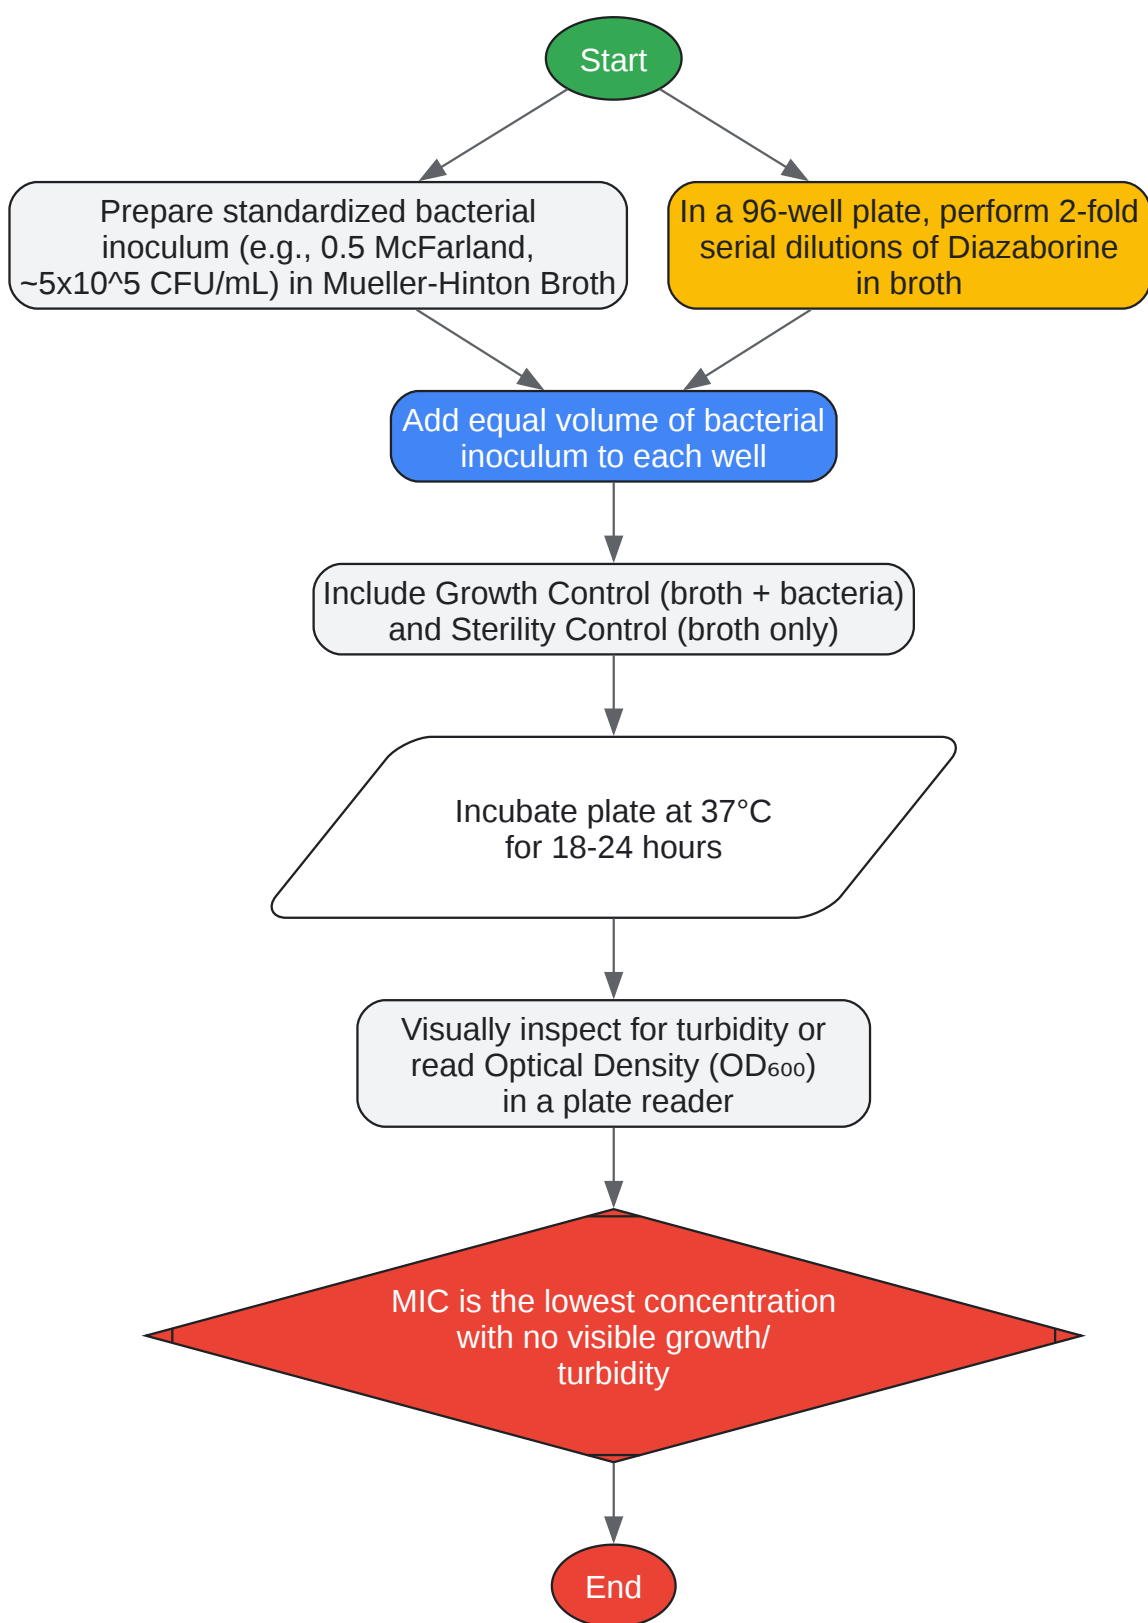 Start
Prepare standardized bacterial
inoculum (e.g., 0.5 McFarland,
~5x10^5 CFU/mL) in Mueller-Hinton Broth
In a 96-well plate, perform 2-fold
serial dilutions of Diazaborine
in broth
Add equal volume of bacterial
inoculum to each well
Include Growth Control (broth + bacteria)
and Sterility Control (broth only)
Incubate plate at 37°C
for 18-24 hours
Visually inspect for turbidity or
read Optical Density (OD₆₀₀)
in a plate reader
MIC is the lowest concentration
with no visible growth/
turbidity
End